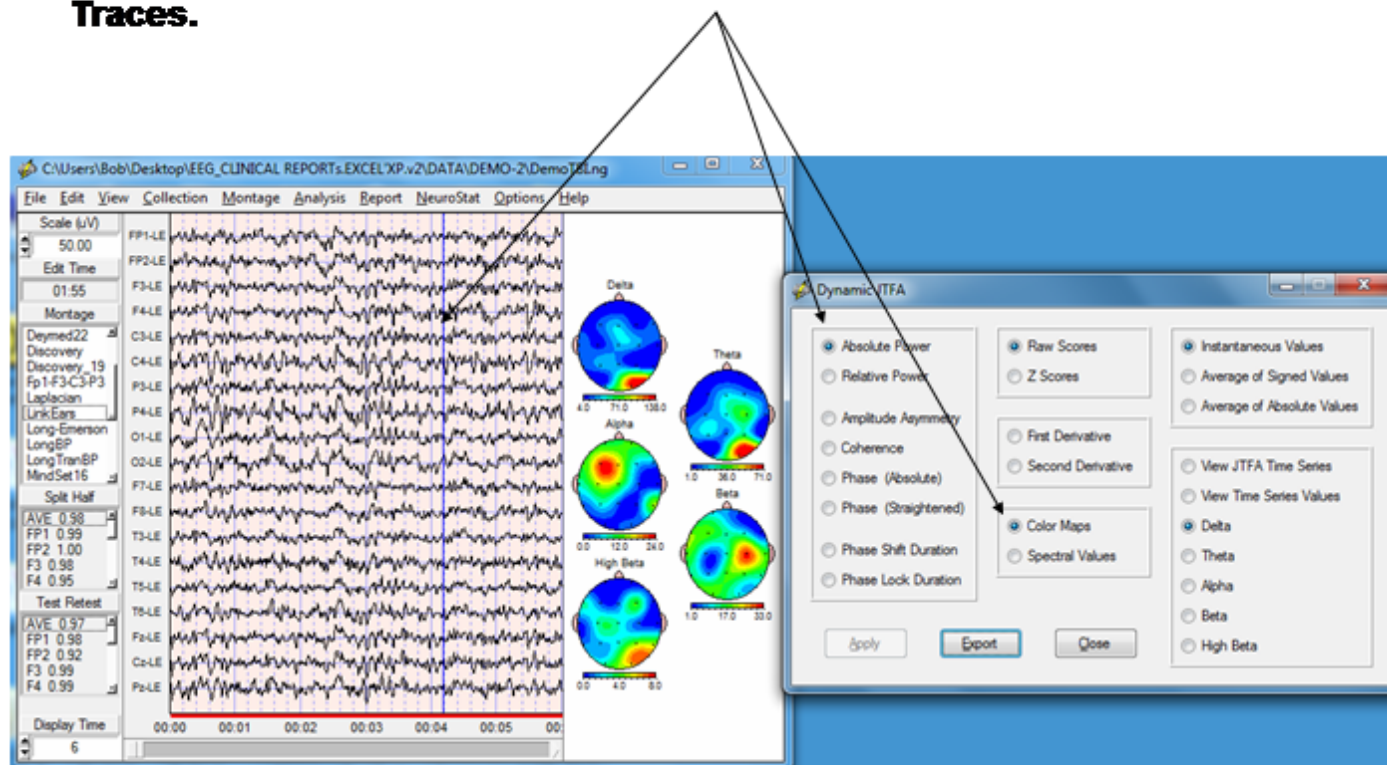 Traces.
C:\Users\Bob\Desktop\EEG_CLINICAL REPORTs.EXCEL'XP.v2\DATA\DEMO-2\DemoTBI.ng
File Edit View Collection Montage Analysis Report NeuroStat Options Help
Scale (uV)
50.00
Edit Time
01:55
Montage
Deymed22
Discovery
Discovery_19
Fp1-F3-C3-P3
Laplacian
LinkEars
Long-Emerson
LongBP
LongTranBP
MindSet16
Split Half
AVE 0.98
FP1 0.99
FP2 1.00
F3 0.98
F4 0.95
Test Retest
AVE 0.97
FP1 0.98
FP2 0.92
F3 0.99
F4 0.99
Display Time
6
FP1-LE
FP2-LE
F3-LE
F4-LE
C3-LE
C4-LE
P3-LE
P4-LE
O1-LE
O2-LE
F7-LE
F8-LE
T3-LE
T4-LE
T5-LE
T6-LE
Fz-LE
Cz-LE
Pz-LE
00:00 00:01 00:02 00:03 00:04 00:05 00:
Delta
4.0 71.0 138.0
Theta
1.0 36.0 71.0
Alpha
0.0 12.0 24.0
Beta
1.0 17.0 33.0
High Beta
0.0 4.0 8.0
Dynamic JTFA
Absolute Power
Relative Power
Amplitude Asymmetry
Coherence
Phase (Absolute)
Phase (Straightened)
Phase Shift Duration
Phase Lock Duration
Raw Scores
Z Scores
First Derivative
Second Derivative
Color Maps
Spectral Values
Instantaneous Values
Average of Signed Values
Average of Absolute Values
View JTFA Time Series
View Time Series Values
Delta
Theta
Alpha
Beta
High Beta
Apply Export Close